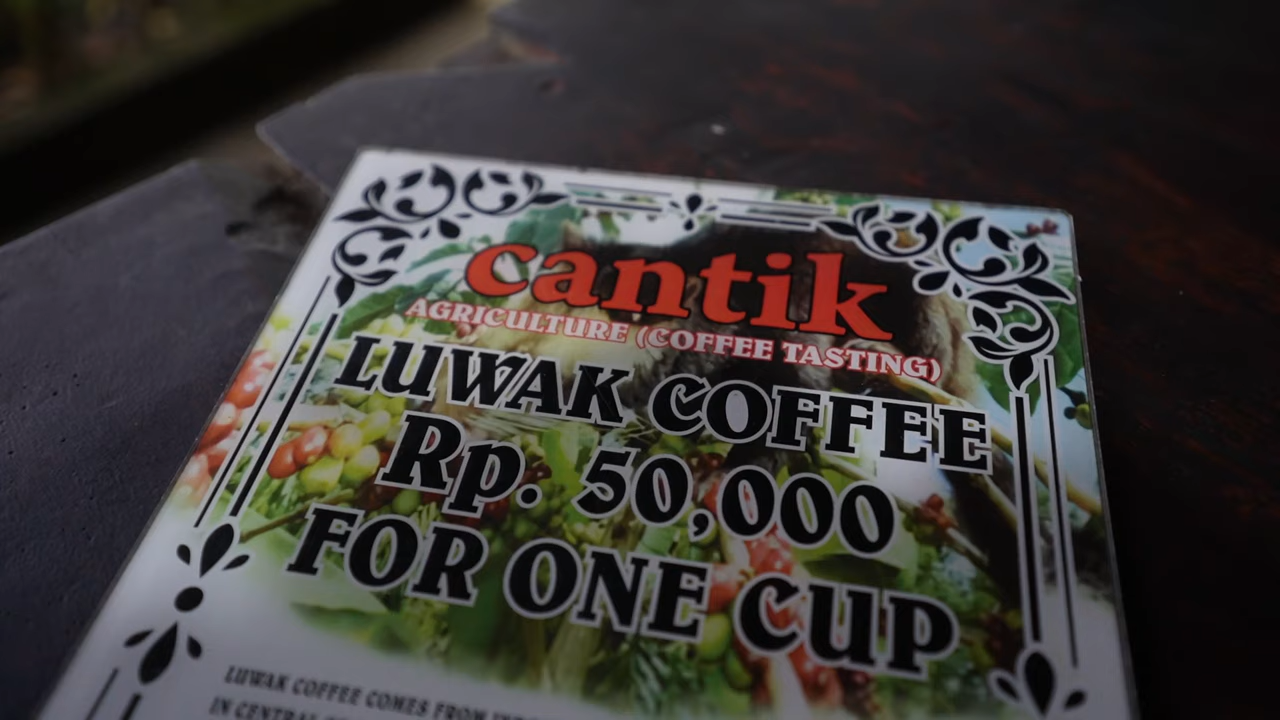 cantik
AGRICULTURE (COFFEE TASTING)
LUWAK COFFEE
Rp. 50,000
FOR ONE CUP
LUWAK COFFEE COMES FROM
IN CENTRAL